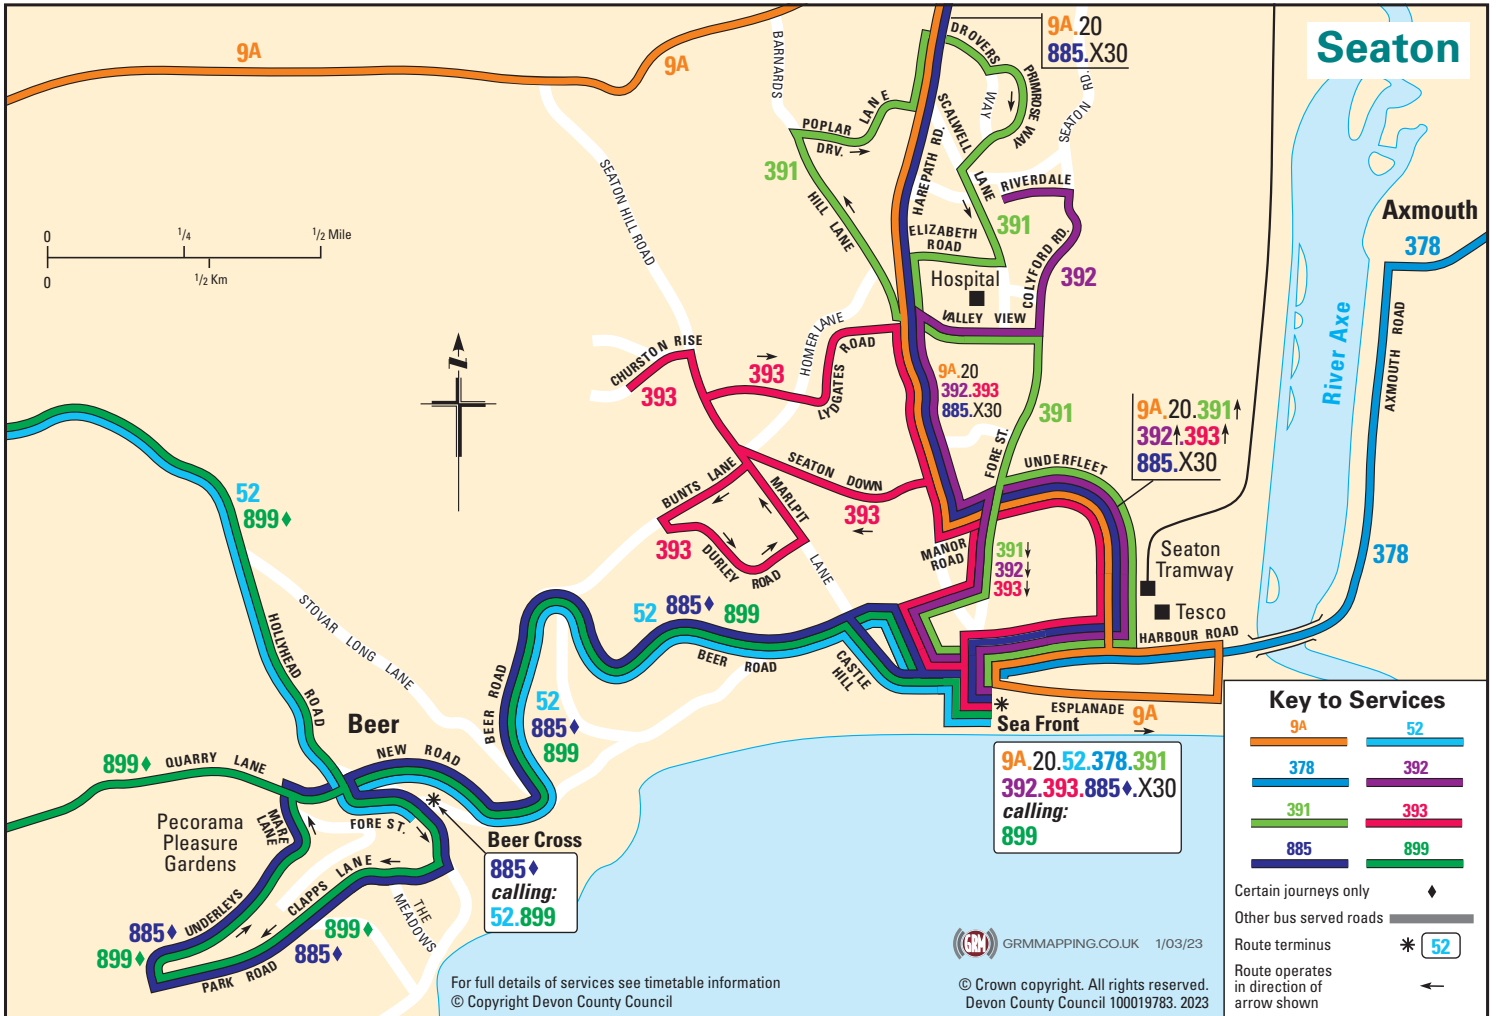 Seaton
9A
9A
9A.20
885.X30
BARNARDS
HILL LANE
DROVERS
WAY
PRIMROSE WAY
SEATON RD.
SCALWELL
LANE
POPLAR
DRV.
LANE
391
HAREPATH RD.
RIVERDALE
391
ELIZABETH
ROAD
COLYFORD RD.
392
Hospital
VALLEY VIEW
Axmouth
378
AXMOUTH ROAD
River Axe
378
0
1/4
1/2 Mile
0
1/2 Km
SEATON HILL ROAD
N
CHURSTON RISE
393
393
HOMER LANE
LYDGATES
ROAD
9A.20
392.393
885.X30
391
FORE ST.
UNDERFLEET
9A.20.391↑
392↑.393↑
885.X30
SEATON DOWN
393
BUNTS LANE
MARLPIT
LANE
393
DURLEY
ROAD
MANOR
ROAD
391↓
392↓
393↓
Seaton
Tramway
Tesco
HARBOUR ROAD
52
899♦
STOVAR LONG LANE
HOLLYHEAD ROAD
52 885♦ 899
BEER ROAD
CASTLE
HILL
BEER ROAD
52
885♦
899
ESPLANADE
9A
Sea Front
9A.20.52.378.391
392.393.885♦.X30
calling:
899
Beer
NEW ROAD
899♦
QUARRY LANE
MARE
LANE
FORE ST.
Pecorama
Pleasure
Gardens
Beer Cross
885♦
calling:
52.899
CLAPPS LANE
UNDERLEYS
THE
MEADOWS
885♦
899♦
899♦
885♦
PARK ROAD
Key to Services
9A
52
378
392
391
393
885
899
Certain journeys only ♦
Other bus served roads
Route terminus 52
Route operates
in direction of
arrow shown
GRM
GRMMAPPING.CO.UK 1/03/23
For full details of services see timetable information
© Copyright Devon County Council
© Crown copyright. All rights reserved.
Devon County Council 100019783. 2023